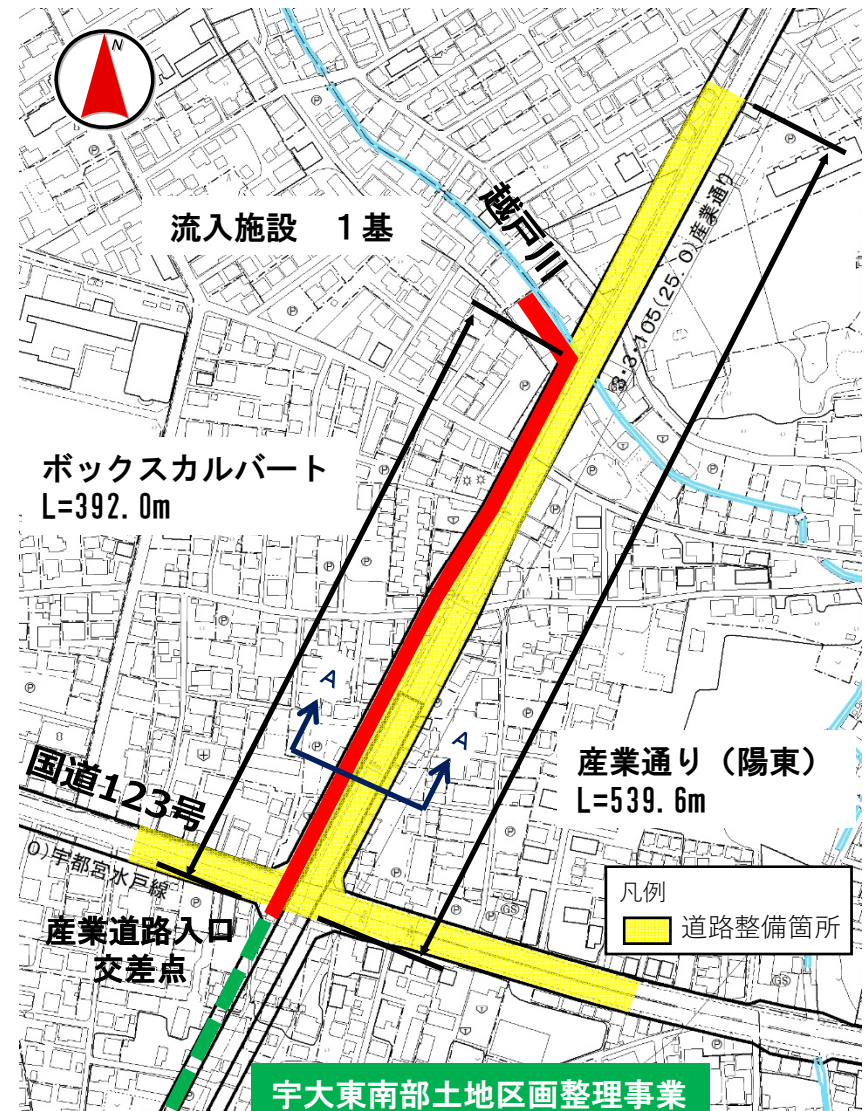 N
流入施設　１基
越戸川
3・3・105(25.0)産業通り
ボックスカルバート
L=392.0m
A
A
国道123号
0)宇都宮水戸線
産業通り（陽東）
L=539.6m
凡例
道路整備箇所
産業道路入口
交差点
GS
GS
宇大東南部土地区画整理事業